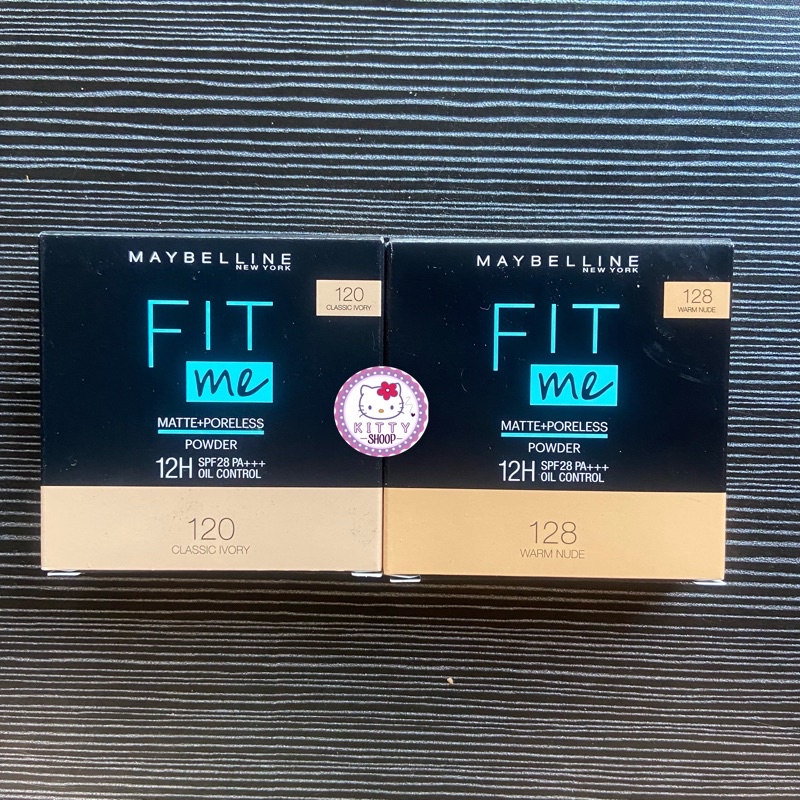 MAYBELLINE
NEW YORK
120
CLASSIC IVORY
FIT
me
MATTE+PORELESS
POWDER
12H SPF28 PA+++
OIL CONTROL
120
CLASSIC IVORY
MAYBELLINE
NEW YORK
128
WARM NUDE
FIT
me
MATTE+PORELESS
POWDER
12H SPF28 PA+++
OIL CONTROL
128
WARM NUDE
KITTY
SHOOP